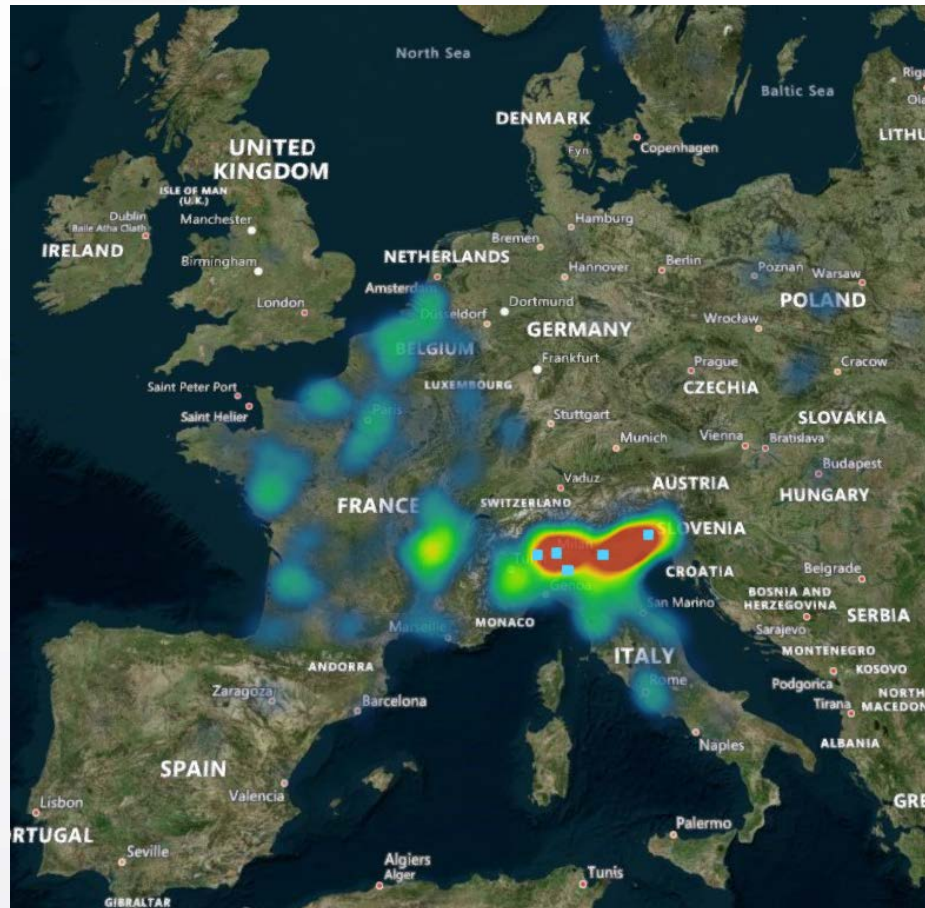 North Sea
Baltic Sea
Riga
DENMARK
UNITED
KINGDOM
Fyn
Copenhagen
LITHU
ISLE OF MAN
(U.K.)
Dublin
Baile Atha Cliath
Manchester
Hamburg
IRELAND
Bremen
NETHERLANDS
Birmingham
Hannover
Berlin
Poznań
Warsaw
Amsterdam
POLAND
London
Dortmund
Düsseldorf
GERMANY
Wrocław
BELGIUM
Frankfurt
Prague
Cracow
Saint Peter Port
LUXEMBOURG
CZECHIA
Saint Helier
Paris
Stuttgart
SLOVAKIA
Munich
Vienna
Bratislava
Budapest
Vaduz
AUSTRIA
HUNGARY
FRANCE
SWITZERLAND
SLOVENIA
Milan
CROATIA
Belgrade
Genoa
BOSNIA AND
HERZEGOVINA
San Marino
SERBIA
MONACO
Marseille
Sarajevo
ITALY
MONTENEGRO
ANDORRA
KOSOVO
Zaragoza
Rome
Podgorica
NORTH
Barcelona
Tirana
MACEDON
Naples
ALBANIA
SPAIN
Valencia
Lisbon
GRE
RTUGAL
Palermo
Seville
Algiers
Alger
Tunis
GIBRALTAR